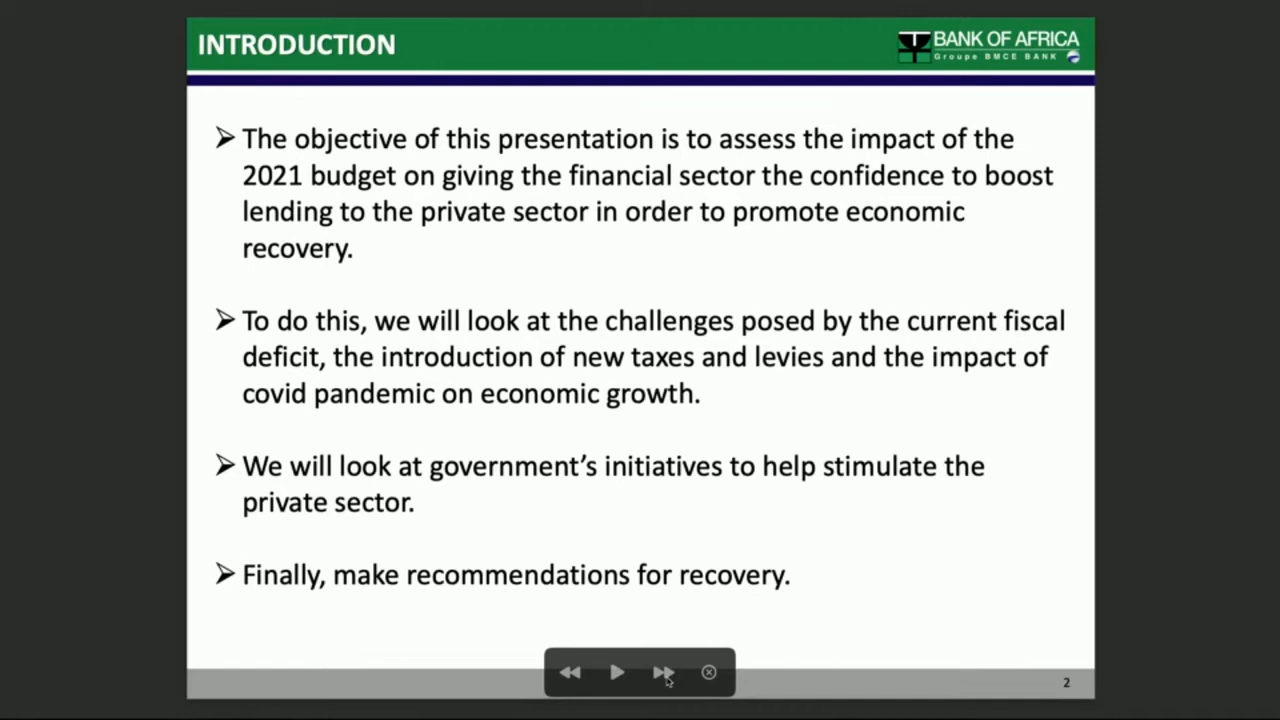 INTRODUCTION
BANK OF AFRICA
Groupe BMCE BANK
➢ The objective of this presentation is to assess the impact of the
2021 budget on giving the financial sector the confidence to boost
lending to the private sector in order to promote economic
recovery.
➢ To do this, we will look at the challenges posed by the current fiscal
deficit, the introduction of new taxes and levies and the impact of
covid pandemic on economic growth.
➢ We will look at government’s initiatives to help stimulate the
private sector.
➢ Finally, make recommendations for recovery.
2